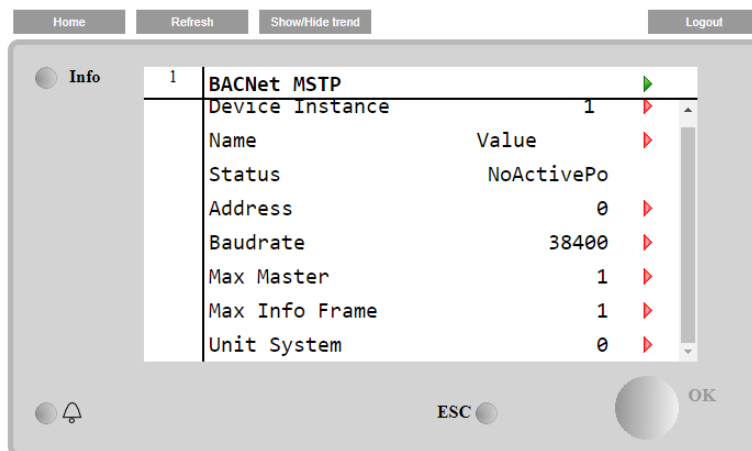 Home Refresh Show/Hide trend Logout
Info
1 BACNet MSTP
Device Instance 1
Name Value
Status NoActivePo
Address 0
Baudrate 38400
Max Master 1
Max Info Frame 1
Unit System 0
ESC
OK